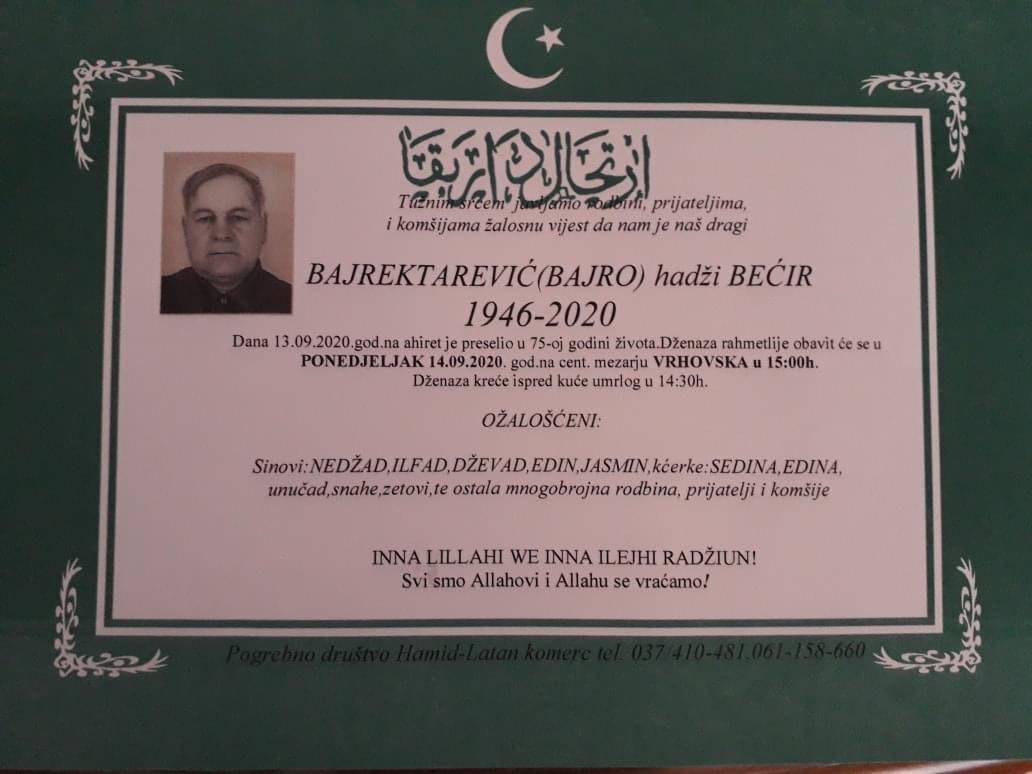 ارتحال دار بقا
Tužnim srcem javljamo rodbini, prijateljima,
i komšijama žalosnu vijest da nam je naš dragi
BAJREKTAREVIĆ(BAJRO) hadži BEĆIR
1946-2020
Dana 13.09.2020.god.na ahiret je preselio u 75-oj godini života.Dženaza rahmetlije obavit će se u
PONEDJELJAK 14.09.2020. god.na cent. mezarju VRHOVSKA u 15:00h.
Dženaza kreće ispred kuće umrlog u 14:30h.
OŽALOŠĆENI:
Sinovi:NEDŽAD,ILFAD,DŽEVAD,EDIN,JASMIN,kćerke:SEDINA,EDINA,
unučad,snahe,zetovi,te ostala mnogobrojna rodbina, prijatelji i komšije
INNA LILLAHI WE INNA ILEJHI RADŽIUN!
Svi smo Allahovi i Allahu se vraćamo!
Pogrebno društvo Hamid-Latan komerc tel. 037/410-481.061-158-660